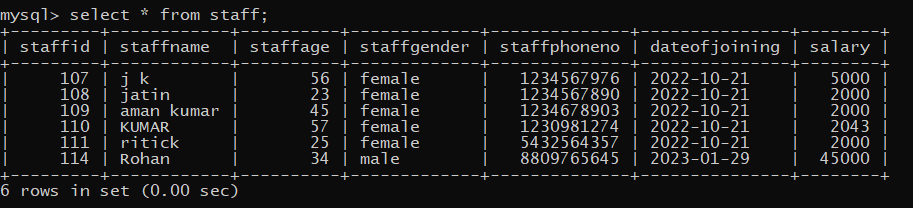 mysql> select * from staff;
+---------+------------+----------+-------------+--------------+---------------+--------+
| staffid | staffname  | staffage | staffgender | staffphoneno | dateofjoining | salary |
+---------+------------+----------+-------------+--------------+---------------+--------+
|     107 | j k        |       56 | female      |   1234567976 | 2022-10-21    |   5000 |
|     108 | jatin      |       23 | female      |   1234567890 | 2022-10-21    |   2000 |
|     109 | aman kumar |       45 | female      |   1234678903 | 2022-10-21    |   2000 |
|     110 | KUMAR      |       57 | female      |   1230981274 | 2022-10-21    |   2043 |
|     111 | ritick     |       25 | female      |   5432564357 | 2022-10-21    |   2000 |
|     114 | Rohan      |       34 | male        |   8809765645 | 2023-01-29    |  45000 |
+---------+------------+----------+-------------+--------------+---------------+--------+
6 rows in set (0.00 sec)